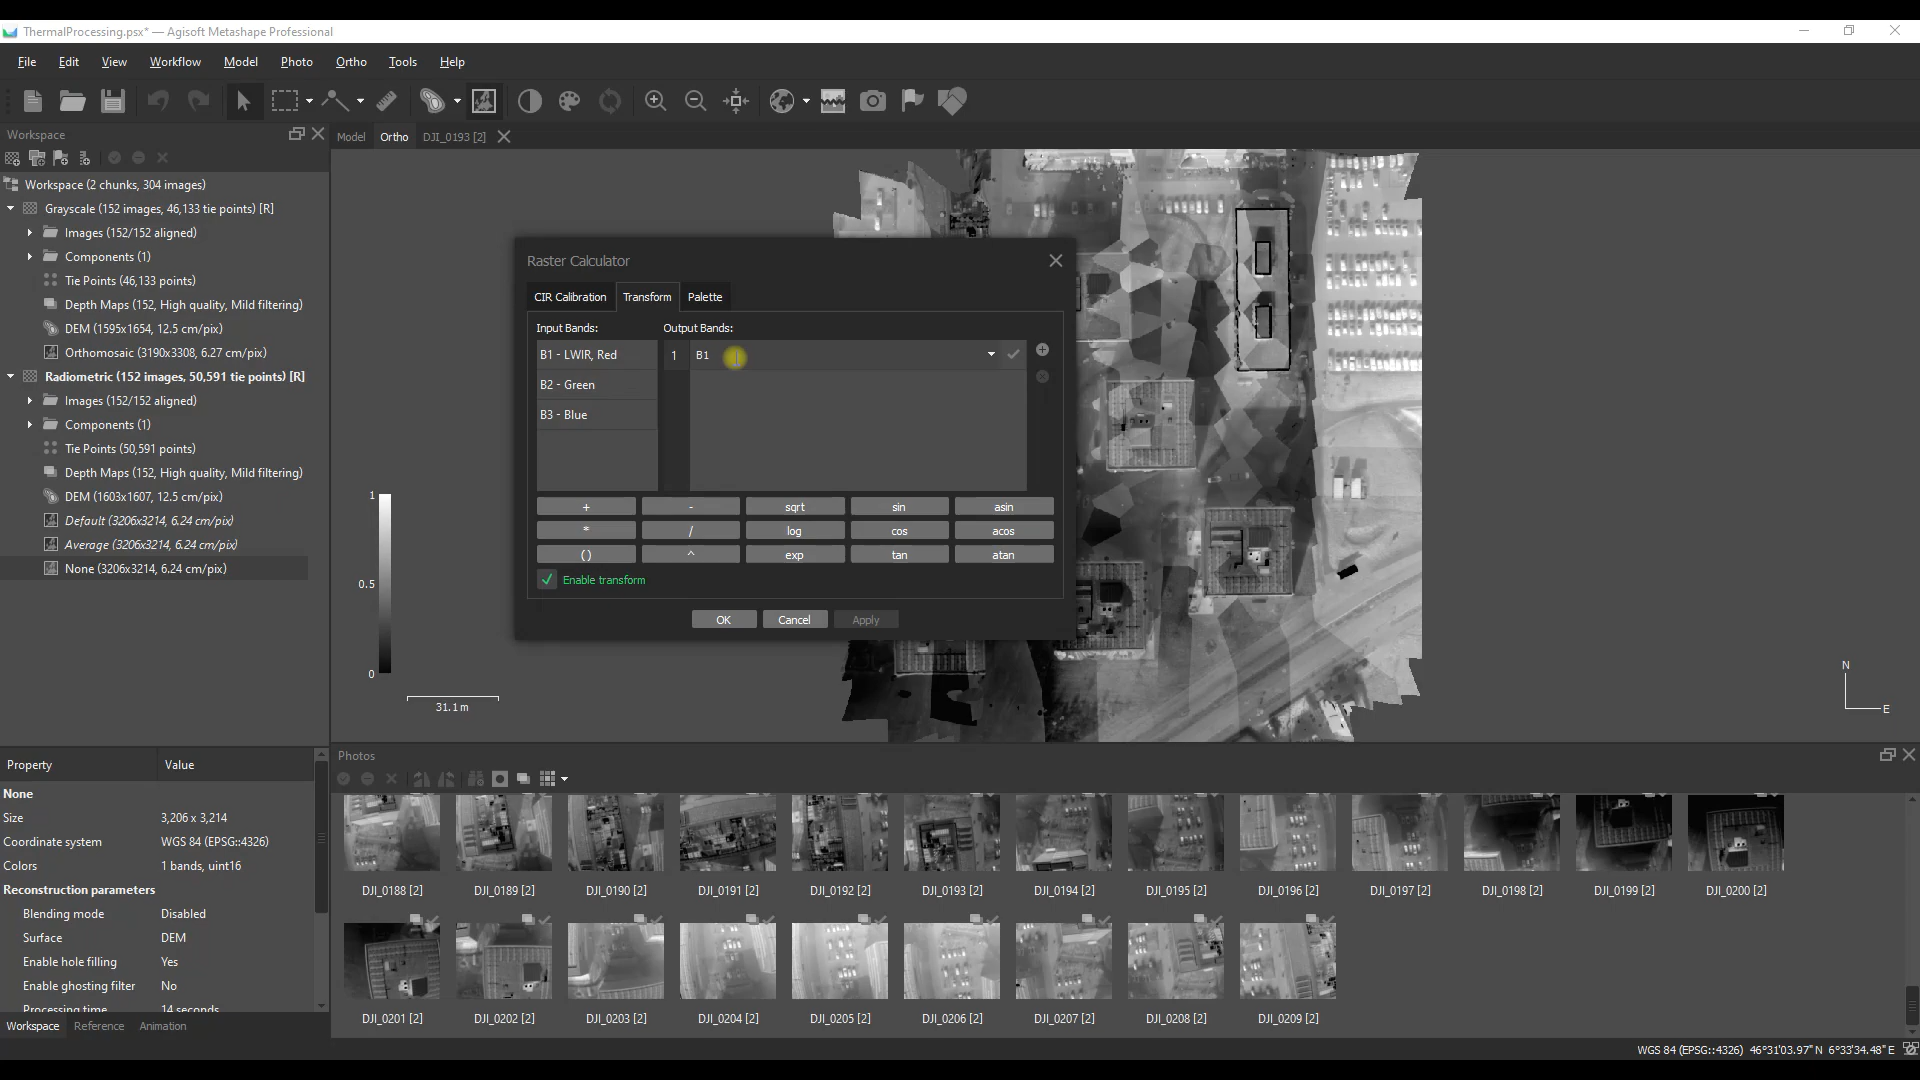 ThermalProcessing.psx* — Agisoft Metashape Professional
File Edit View Workflow Model Photo Ortho Tools Help
Workspace
Model Ortho DJI_0193 [2]
Workspace (2 chunks, 304 images)
Grayscale (152 images, 46,133 tie points) [R]
Images (152/152 aligned)
Components (1)
Tie Points (46,133 points)
Depth Maps (152, High quality, Mild filtering)
DEM (1595x1654, 12.5 cm/pix)
Orthomosaic (3190x3308, 6.27 cm/pix)
Radiometric (152 images, 50,591 tie points) [R]
Images (152/152 aligned)
Components (1)
Tie Points (50,591 points)
Depth Maps (152, High quality, Mild filtering)
DEM (1603x1607, 12.5 cm/pix)
Default (3206x3214, 6.24 cm/pix)
Average (3206x3214, 6.24 cm/pix)
None (3206x3214, 6.24 cm/pix)
Raster Calculator
CIR Calibration Transform Palette
Input Bands: Output Bands:
B1 - LWIR, Red 1 B1
B2 - Green
B3 - Blue
+ - sqrt sin asin
* / log cos acos
( ) ^ exp tan atan
Enable transform
OK Cancel Apply
1
0.5
0
31.1 m
N
E
Property Value
None
Size 3,206 x 3,214
Coordinate system WGS 84 (EPSG::4326)
Colors 1 bands, uint16
Reconstruction parameters
Blending mode Disabled
Surface DEM
Enable hole filling Yes
Enable ghosting filter No
Processing time 14 seconds
Workspace Reference Animation
Photos
DJI_0188 [2] DJI_0189 [2] DJI_0190 [2] DJI_0191 [2] DJI_0192 [2] DJI_0193 [2] DJI_0194 [2] DJI_0195 [2] DJI_0196 [2] DJI_0197 [2] DJI_0198 [2] DJI_0199 [2] DJI_0200 [2]
DJI_0201 [2] DJI_0202 [2] DJI_0203 [2] DJI_0204 [2] DJI_0205 [2] DJI_0206 [2] DJI_0207 [2] DJI_0208 [2] DJI_0209 [2]
WGS 84 (EPSG::4326) 46°31'03.97" N 6°33'34.48" E